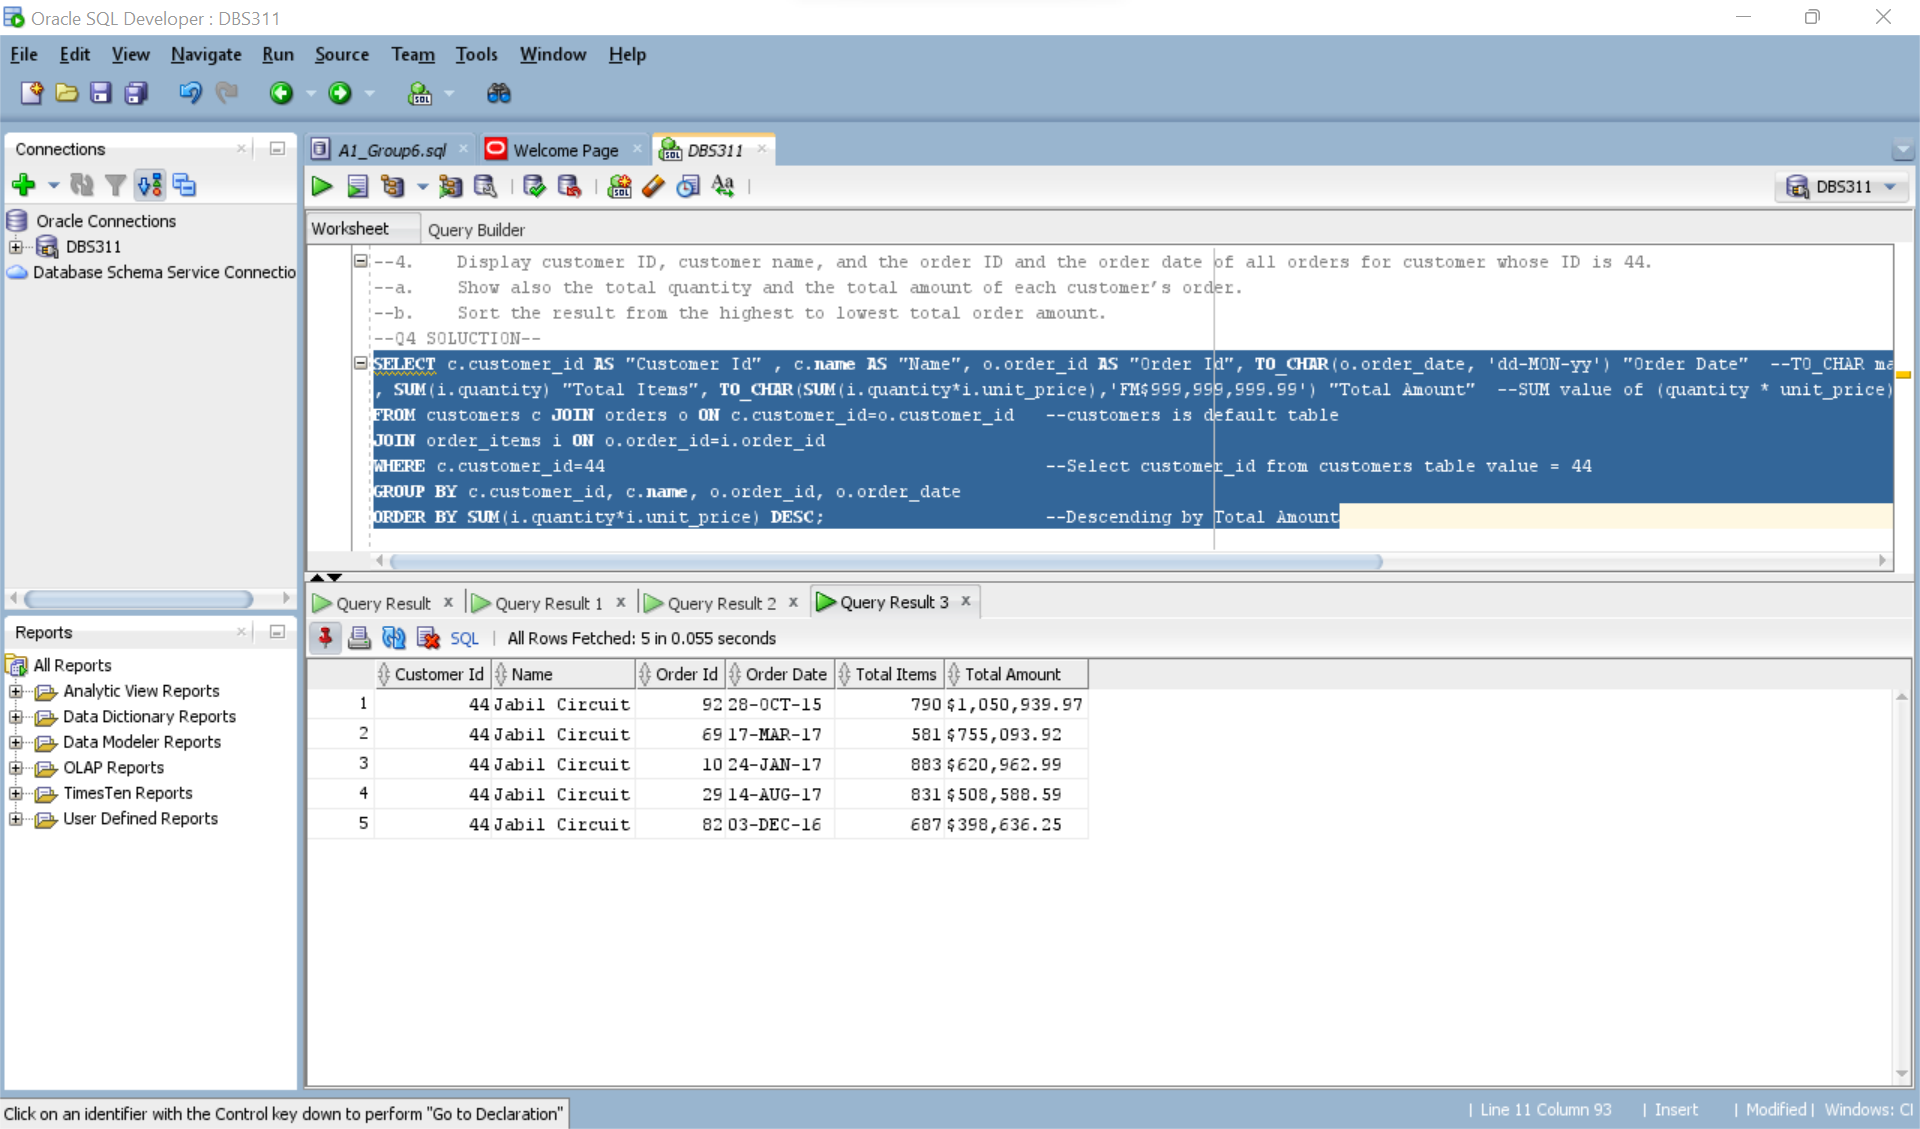 Oracle SQL Developer : DBS311
File Edit View Navigate Run Source Team Tools Window Help
Connections
Oracle Connections
DBS311
Database Schema Service Connectio
A1_Group6.sql Welcome Page DBS311
DBS311
Worksheet Query Builder
--4. Display customer ID, customer name, and the order ID and the order date of all orders for customer whose ID is 44.
--a. Show also the total quantity and the total amount of each customer's order.
--b. Sort the result from the highest to lowest total order amount.
--Q4 SOLUCTION--
SELECT c.customer_id AS "Customer Id" , c.name AS "Name", o.order_id AS "Order Id", TO_CHAR(o.order_date, 'dd-MON-yy') "Order Date" --TO_CHAR ma
, SUM(i.quantity) "Total Items", TO_CHAR(SUM(i.quantity*i.unit_price),'FM$999,999,999.99') "Total Amount" --SUM value of (quantity * unit_price)
FROM customers c JOIN orders o ON c.customer_id=o.customer_id --customers is default table
JOIN order_items i ON o.order_id=i.order_id
WHERE c.customer_id=44 --Select customer_id from customers table value = 44
GROUP BY c.customer_id, c.name, o.order_id, o.order_date
ORDER BY SUM(i.quantity*i.unit_price) DESC; --Descending by Total Amount
Query Result Query Result 1 Query Result 2 Query Result 3
SQL All Rows Fetched: 5 in 0.055 seconds
Customer Id Name Order Id Order Date Total Items Total Amount
1 44 Jabil Circuit 92 28-OCT-15 790 $1,050,939.97
2 44 Jabil Circuit 69 17-MAR-17 581 $755,093.92
3 44 Jabil Circuit 10 24-JAN-17 883 $620,962.99
4 44 Jabil Circuit 29 14-AUG-17 831 $508,588.59
5 44 Jabil Circuit 82 03-DEC-16 687 $398,636.25
Reports
All Reports
Analytic View Reports
Data Dictionary Reports
Data Modeler Reports
OLAP Reports
TimesTen Reports
User Defined Reports
Click on an identifier with the Control key down to perform "Go to Declaration"
Line 11 Column 93 Insert Modified Windows: Cl